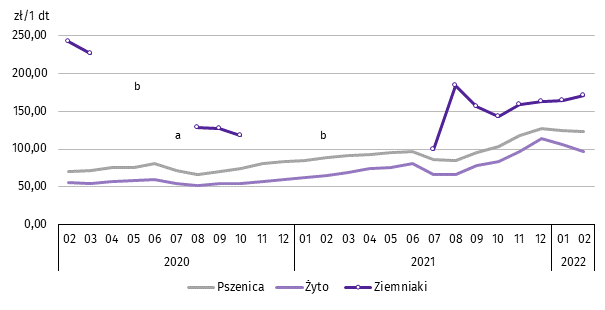 zł/1 dt
250,00
200,00
b
150,00
a b
100,00
50,00
0,00
02 03 04 05 06 07 08 09 10 11 12 01 02 03 04 05 06 07 08 09 10 11 12 01 02
2020 2021 2022
Pszenica Żyto Ziemniaki